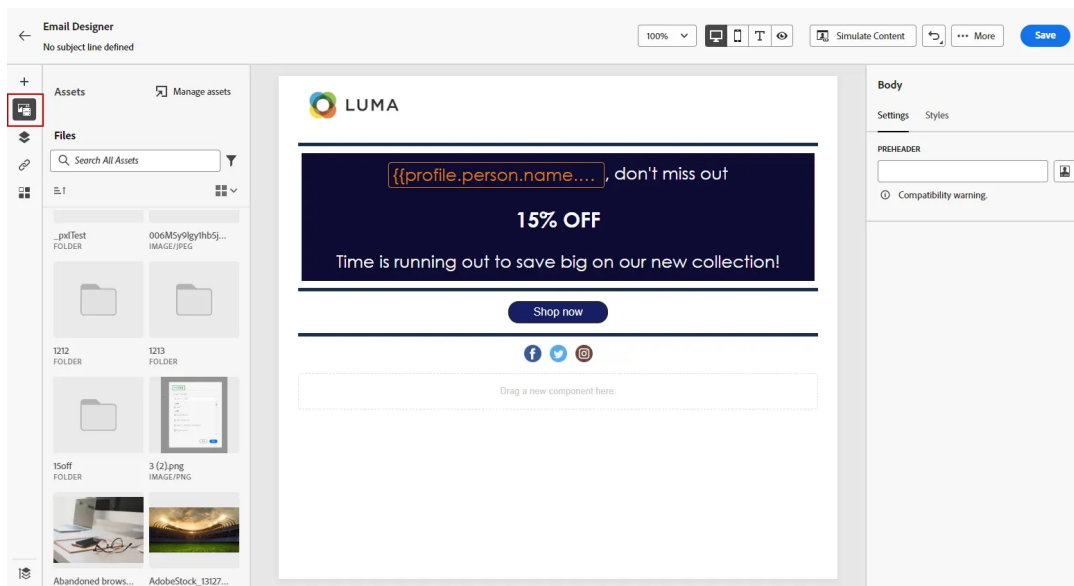 Email Designer
No subject line defined
100%
T
Simulate Content
••• More
Save
Assets
Manage assets
Files
Search All Assets
_pxlTest
FOLDER
006M5y9lgy1hb5j...
IMAGE/JPEG
1212
FOLDER
1213
FOLDER
15off
FOLDER
3 (2).png
IMAGE/PNG
Abandoned brows...
AdobeStock_13127...
LUMA
{{profile.person.name.... , don't miss out
15% OFF
Time is running out to save big on our new collection!
Shop now
Drag a new component here.
Body
Settings
Styles
PREHEADER
Compatibility warning.